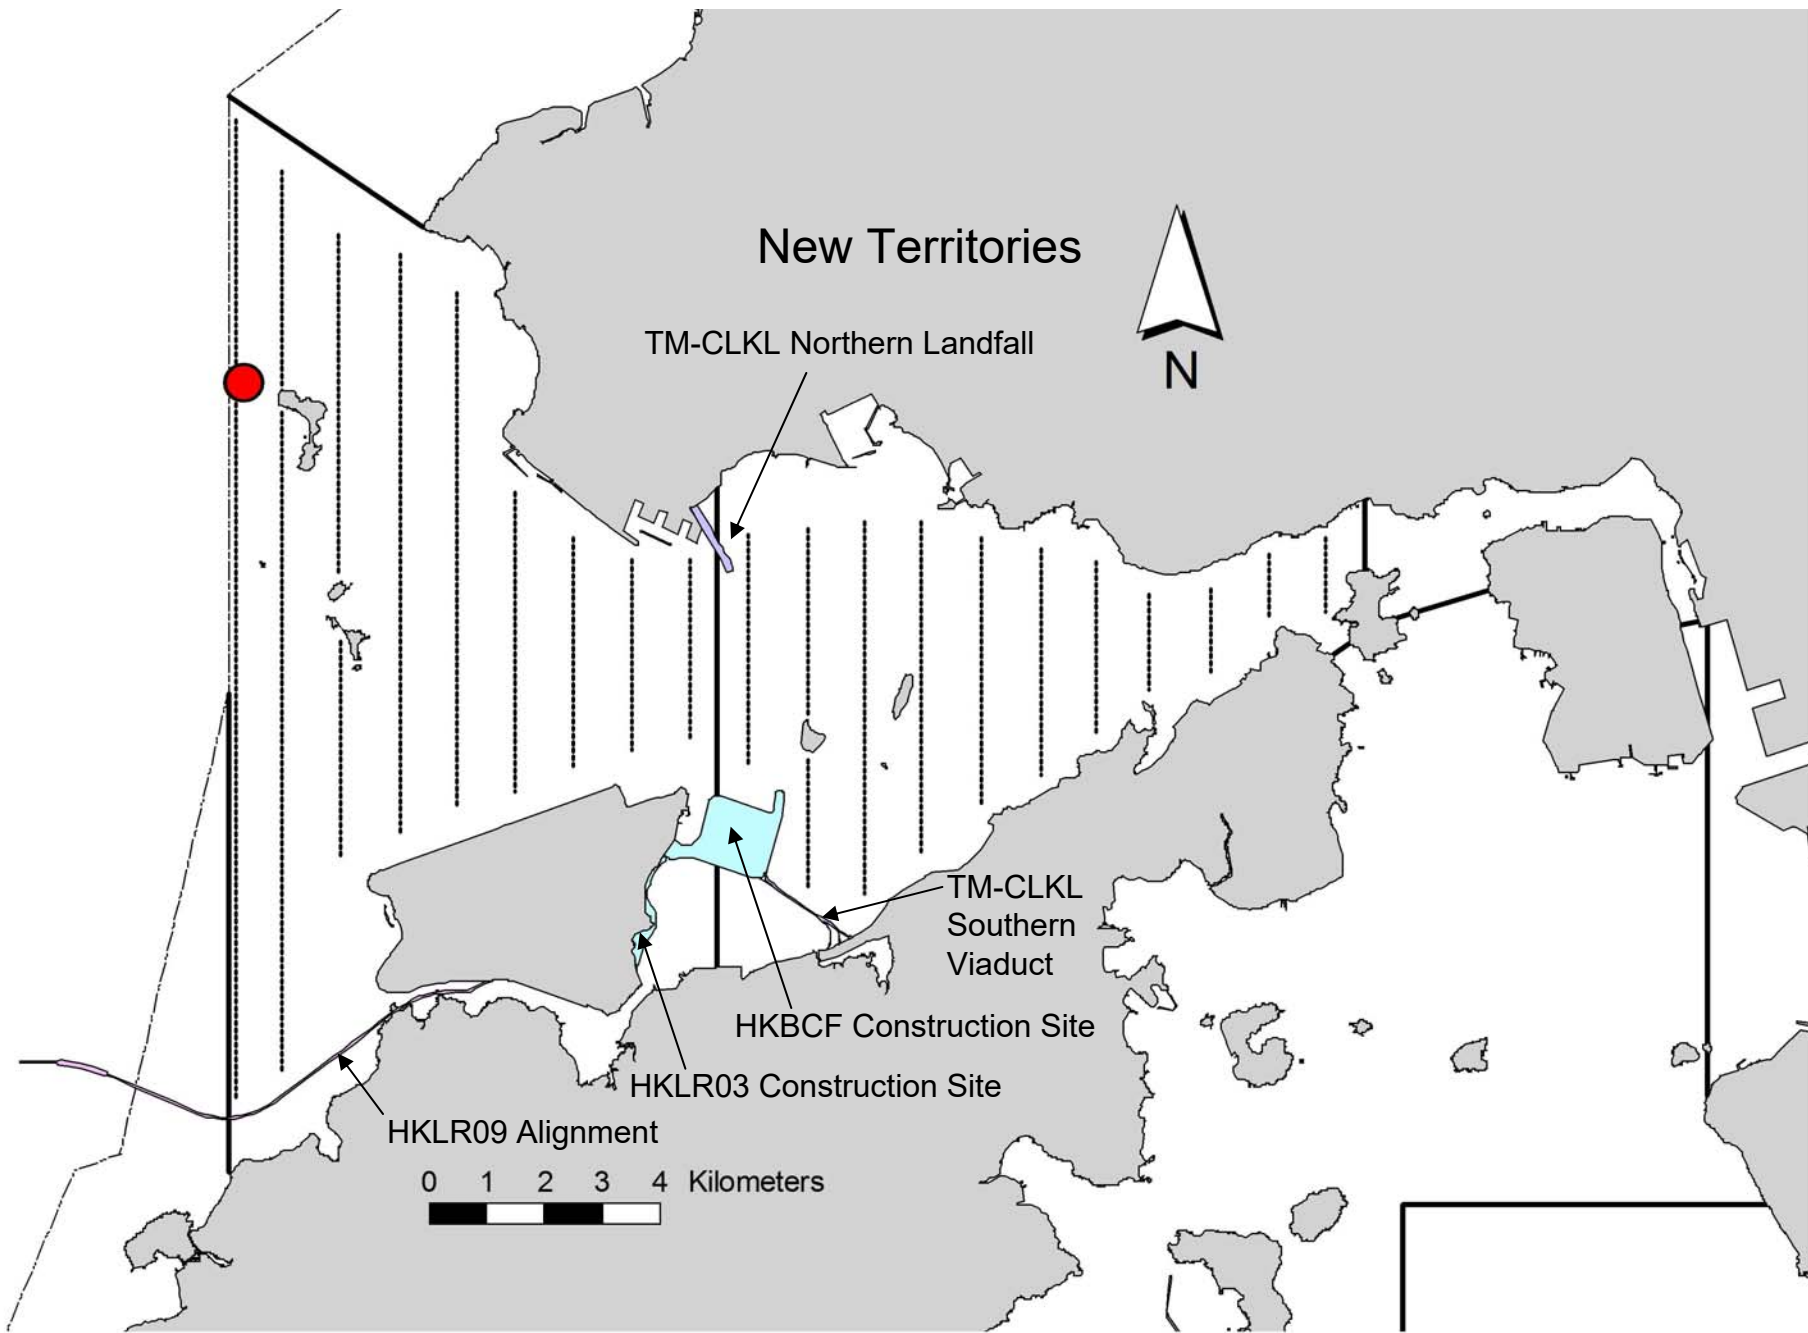 New Territories
TM-CLKL Northern Landfall
N
TM-CLKL
Southern
Viaduct
HKBCF Construction Site
HKLR03 Construction Site
HKLR09 Alignment
0 1 2 3 4 Kilometers